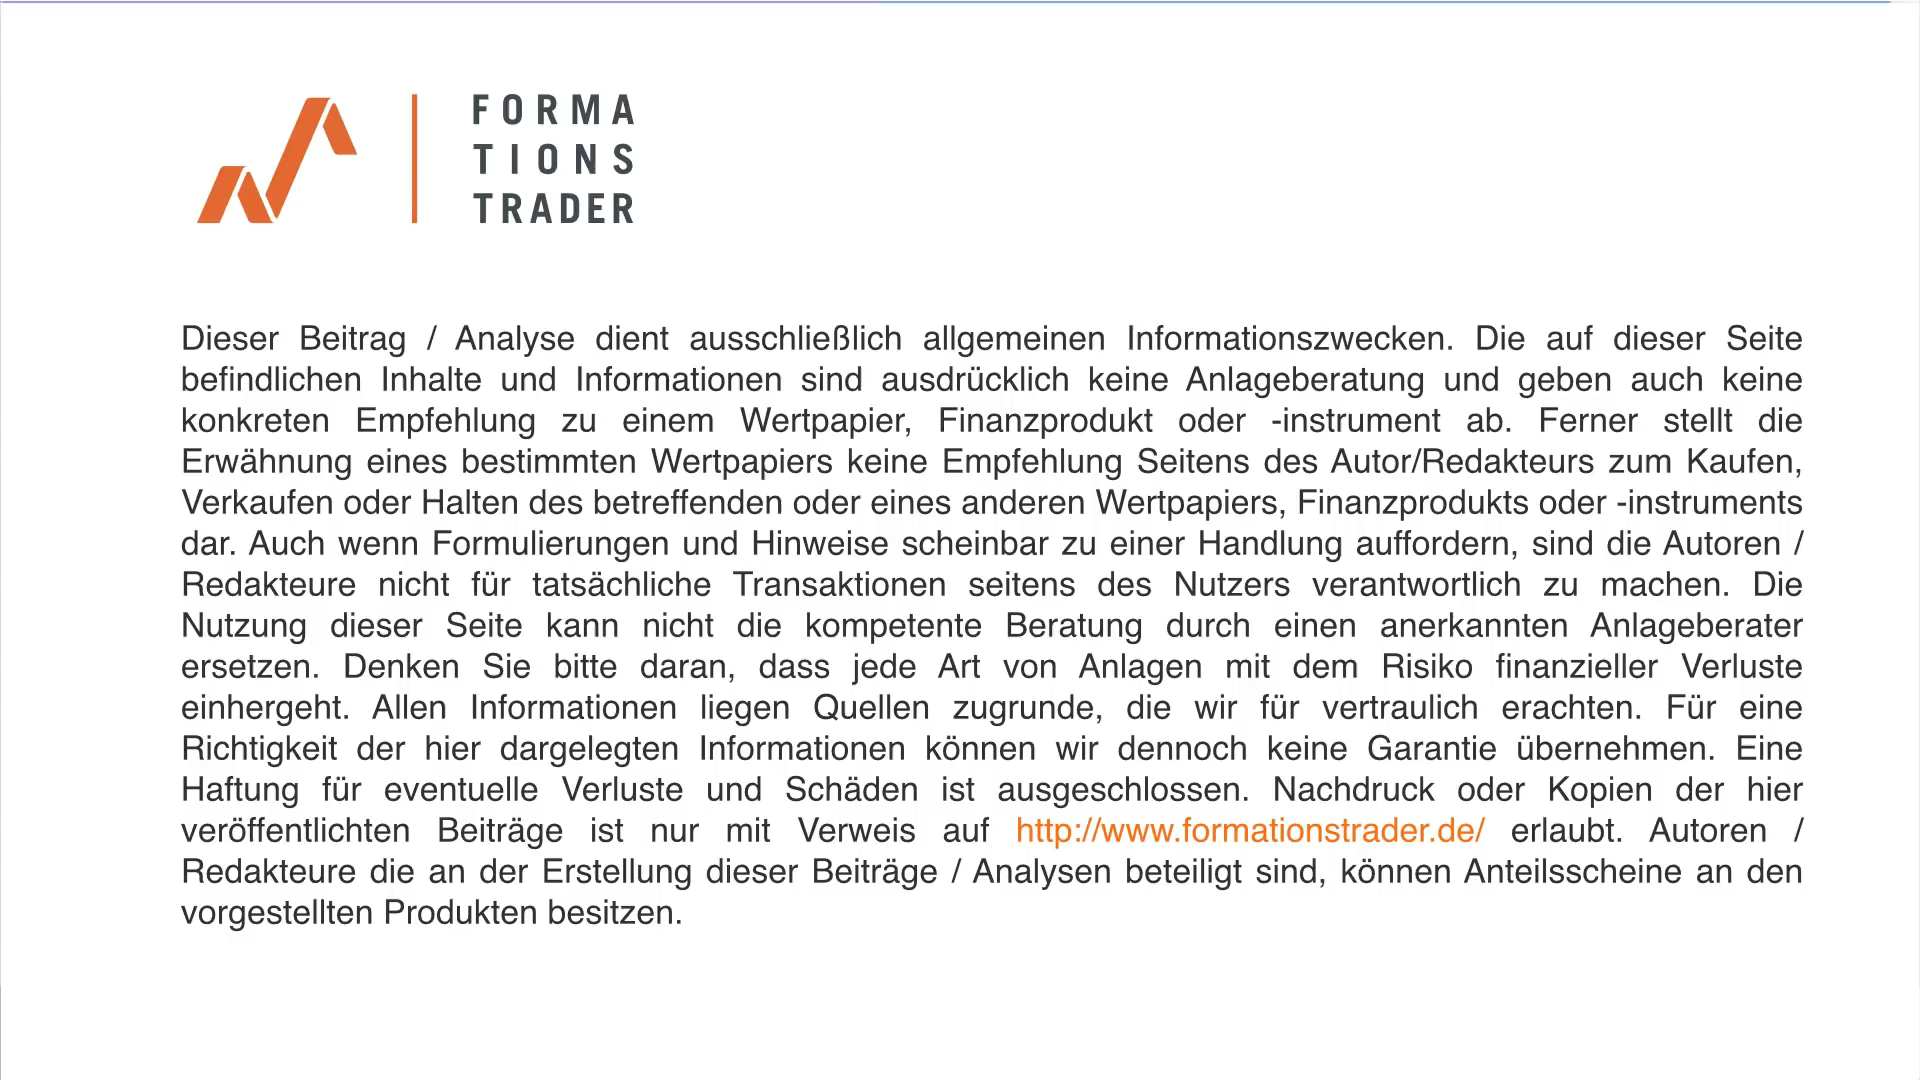 FORMA
TIONS
TRADER
Dieser Beitrag / Analyse dient ausschließlich allgemeinen Informationszwecken. Die auf dieser Seite
befindlichen Inhalte und Informationen sind ausdrücklich keine Anlageberatung und geben auch keine
konkreten Empfehlung zu einem Wertpapier, Finanzprodukt oder -instrument ab. Ferner stellt die
Erwähnung eines bestimmten Wertpapiers keine Empfehlung Seitens des Autor/Redakteurs zum Kaufen,
Verkaufen oder Halten des betreffenden oder eines anderen Wertpapiers, Finanzprodukts oder -instruments
dar. Auch wenn Formulierungen und Hinweise scheinbar zu einer Handlung auffordern, sind die Autoren /
Redakteure nicht für tatsächliche Transaktionen seitens des Nutzers verantwortlich zu machen. Die
Nutzung dieser Seite kann nicht die kompetente Beratung durch einen anerkannten Anlageberater
ersetzen. Denken Sie bitte daran, dass jede Art von Anlagen mit dem Risiko finanzieller Verluste
einhergeht. Allen Informationen liegen Quellen zugrunde, die wir für vertraulich erachten. Für eine
Richtigkeit der hier dargelegten Informationen können wir dennoch keine Garantie übernehmen. Eine
Haftung für eventuelle Verluste und Schäden ist ausgeschlossen. Nachdruck oder Kopien der hier
veröffentlichten Beiträge ist nur mit Verweis auf http://www.formationstrader.de/ erlaubt. Autoren /
Redakteure die an der Erstellung dieser Beiträge / Analysen beteiligt sind, können Anteilsscheine an den
vorgestellten Produkten besitzen.